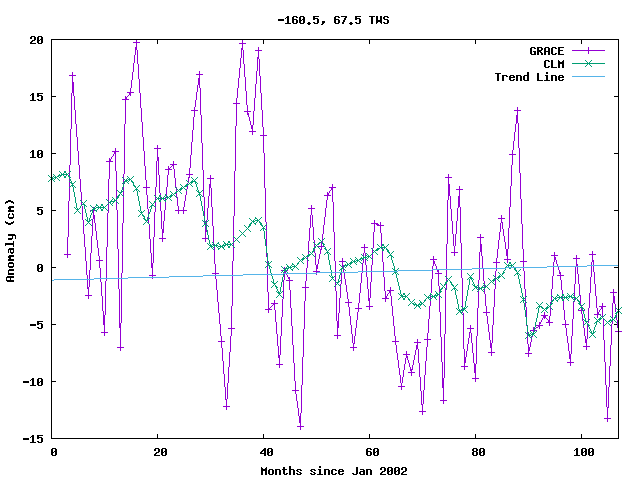 -160.5, 67.5 TWS
GRACE
CLM
Trend Line
20
15
10
5
0
-5
-10
-15
Anomaly (cm)
0 20 40 60 80 100
Months since Jan 2002